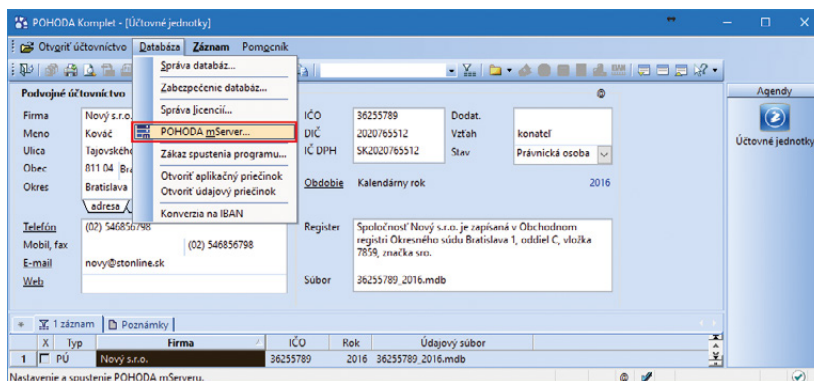 POHODA Komplet - [Účtovné jednotky]
Otvoriť účtovníctvo Databáza Záznam Pomocník
Správa databáz...
Zabezpečenie databáz...
Správa licencií...
POHODA mServer...
Zákaz spustenia programu...
Otvoriť aplikačný priečinok
Otvoriť údajový priečinok
Konverzia na IBAN
Podvojné účtovníctvo
Firma Nový s.r.o.
Meno Kováč
Ulica Tajovského
Obec 811 04
Okres Bratislava
adresa
Telefón (02) 546856798
Mobil, fax (02) 546856798
E-mail novy@stonline.sk
Web
IČO 36255789 Dodat.
DIČ 2020765512 Vzťah konateľ
IČ DPH SK2020765512 Stav Právnická osoba
Obdobie Kalendárny rok 2016
Register Spoločnosť Nový s.r.o. je zapísaná v Obchodnom
registri Okresného súdu Bratislava 1, oddiel C, vložka
7859, značka sro.
Súbor 36255789_2016.mdb
Agendy
Účtovné jednotky
1 záznam Poznámky
X Typ Firma IČO Rok Údajový súbor
1 PÚ Nový s.r.o. 36255789 2016 36255789_2016.mdb
Nastavenie a spustenie POHODA mServeru.